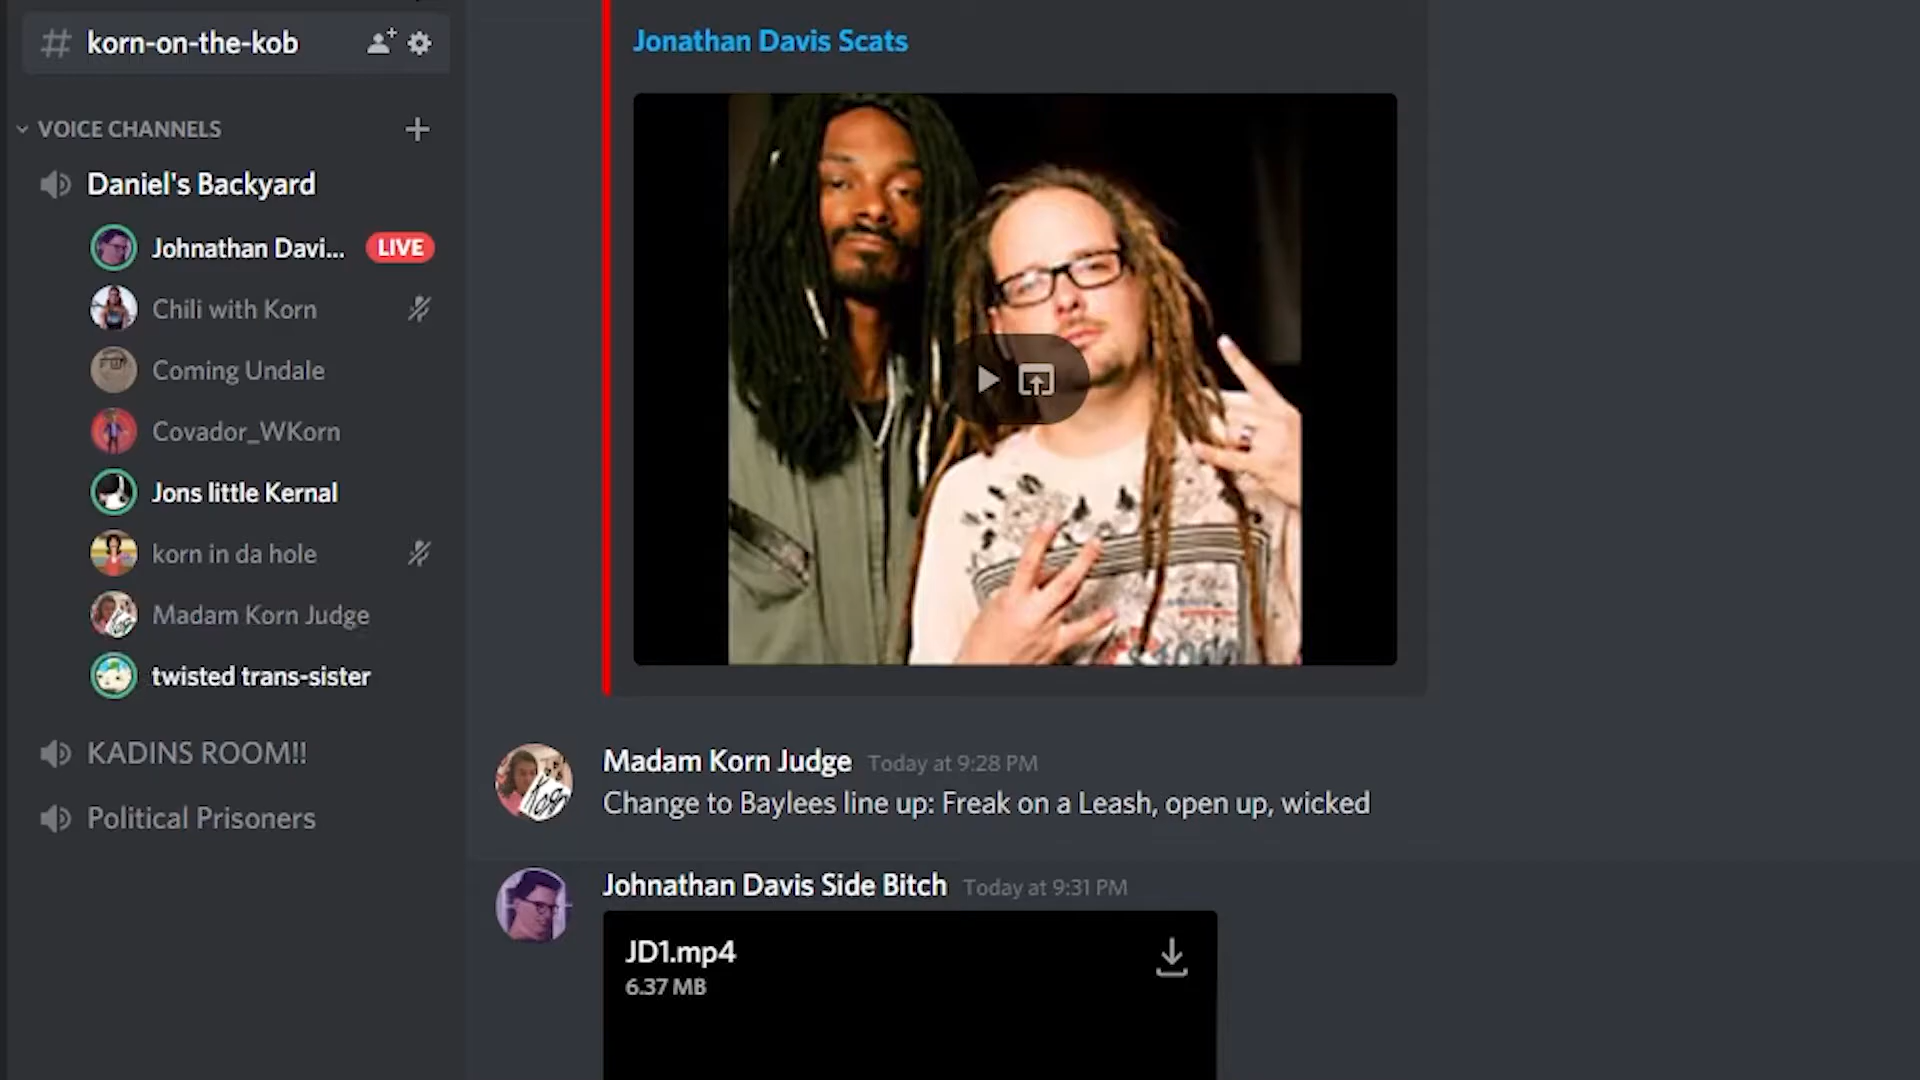 korn-on-the-kob
VOICE CHANNELS
Daniel's Backyard
Johnathan Davi... LIVE
Chili with Korn
Coming Undale
Covador_WKorn
Jons little Kernal
korn in da hole
Madam Korn Judge
twisted trans-sister
KADINS ROOM!!
Political Prisoners
Jonathan Davis Scats
Madam Korn Judge Today at 9:28 PM
Change to Baylees line up: Freak on a Leash, open up, wicked
Johnathan Davis Side Bitch Today at 9:31 PM
JD1.mp4
6.37 MB